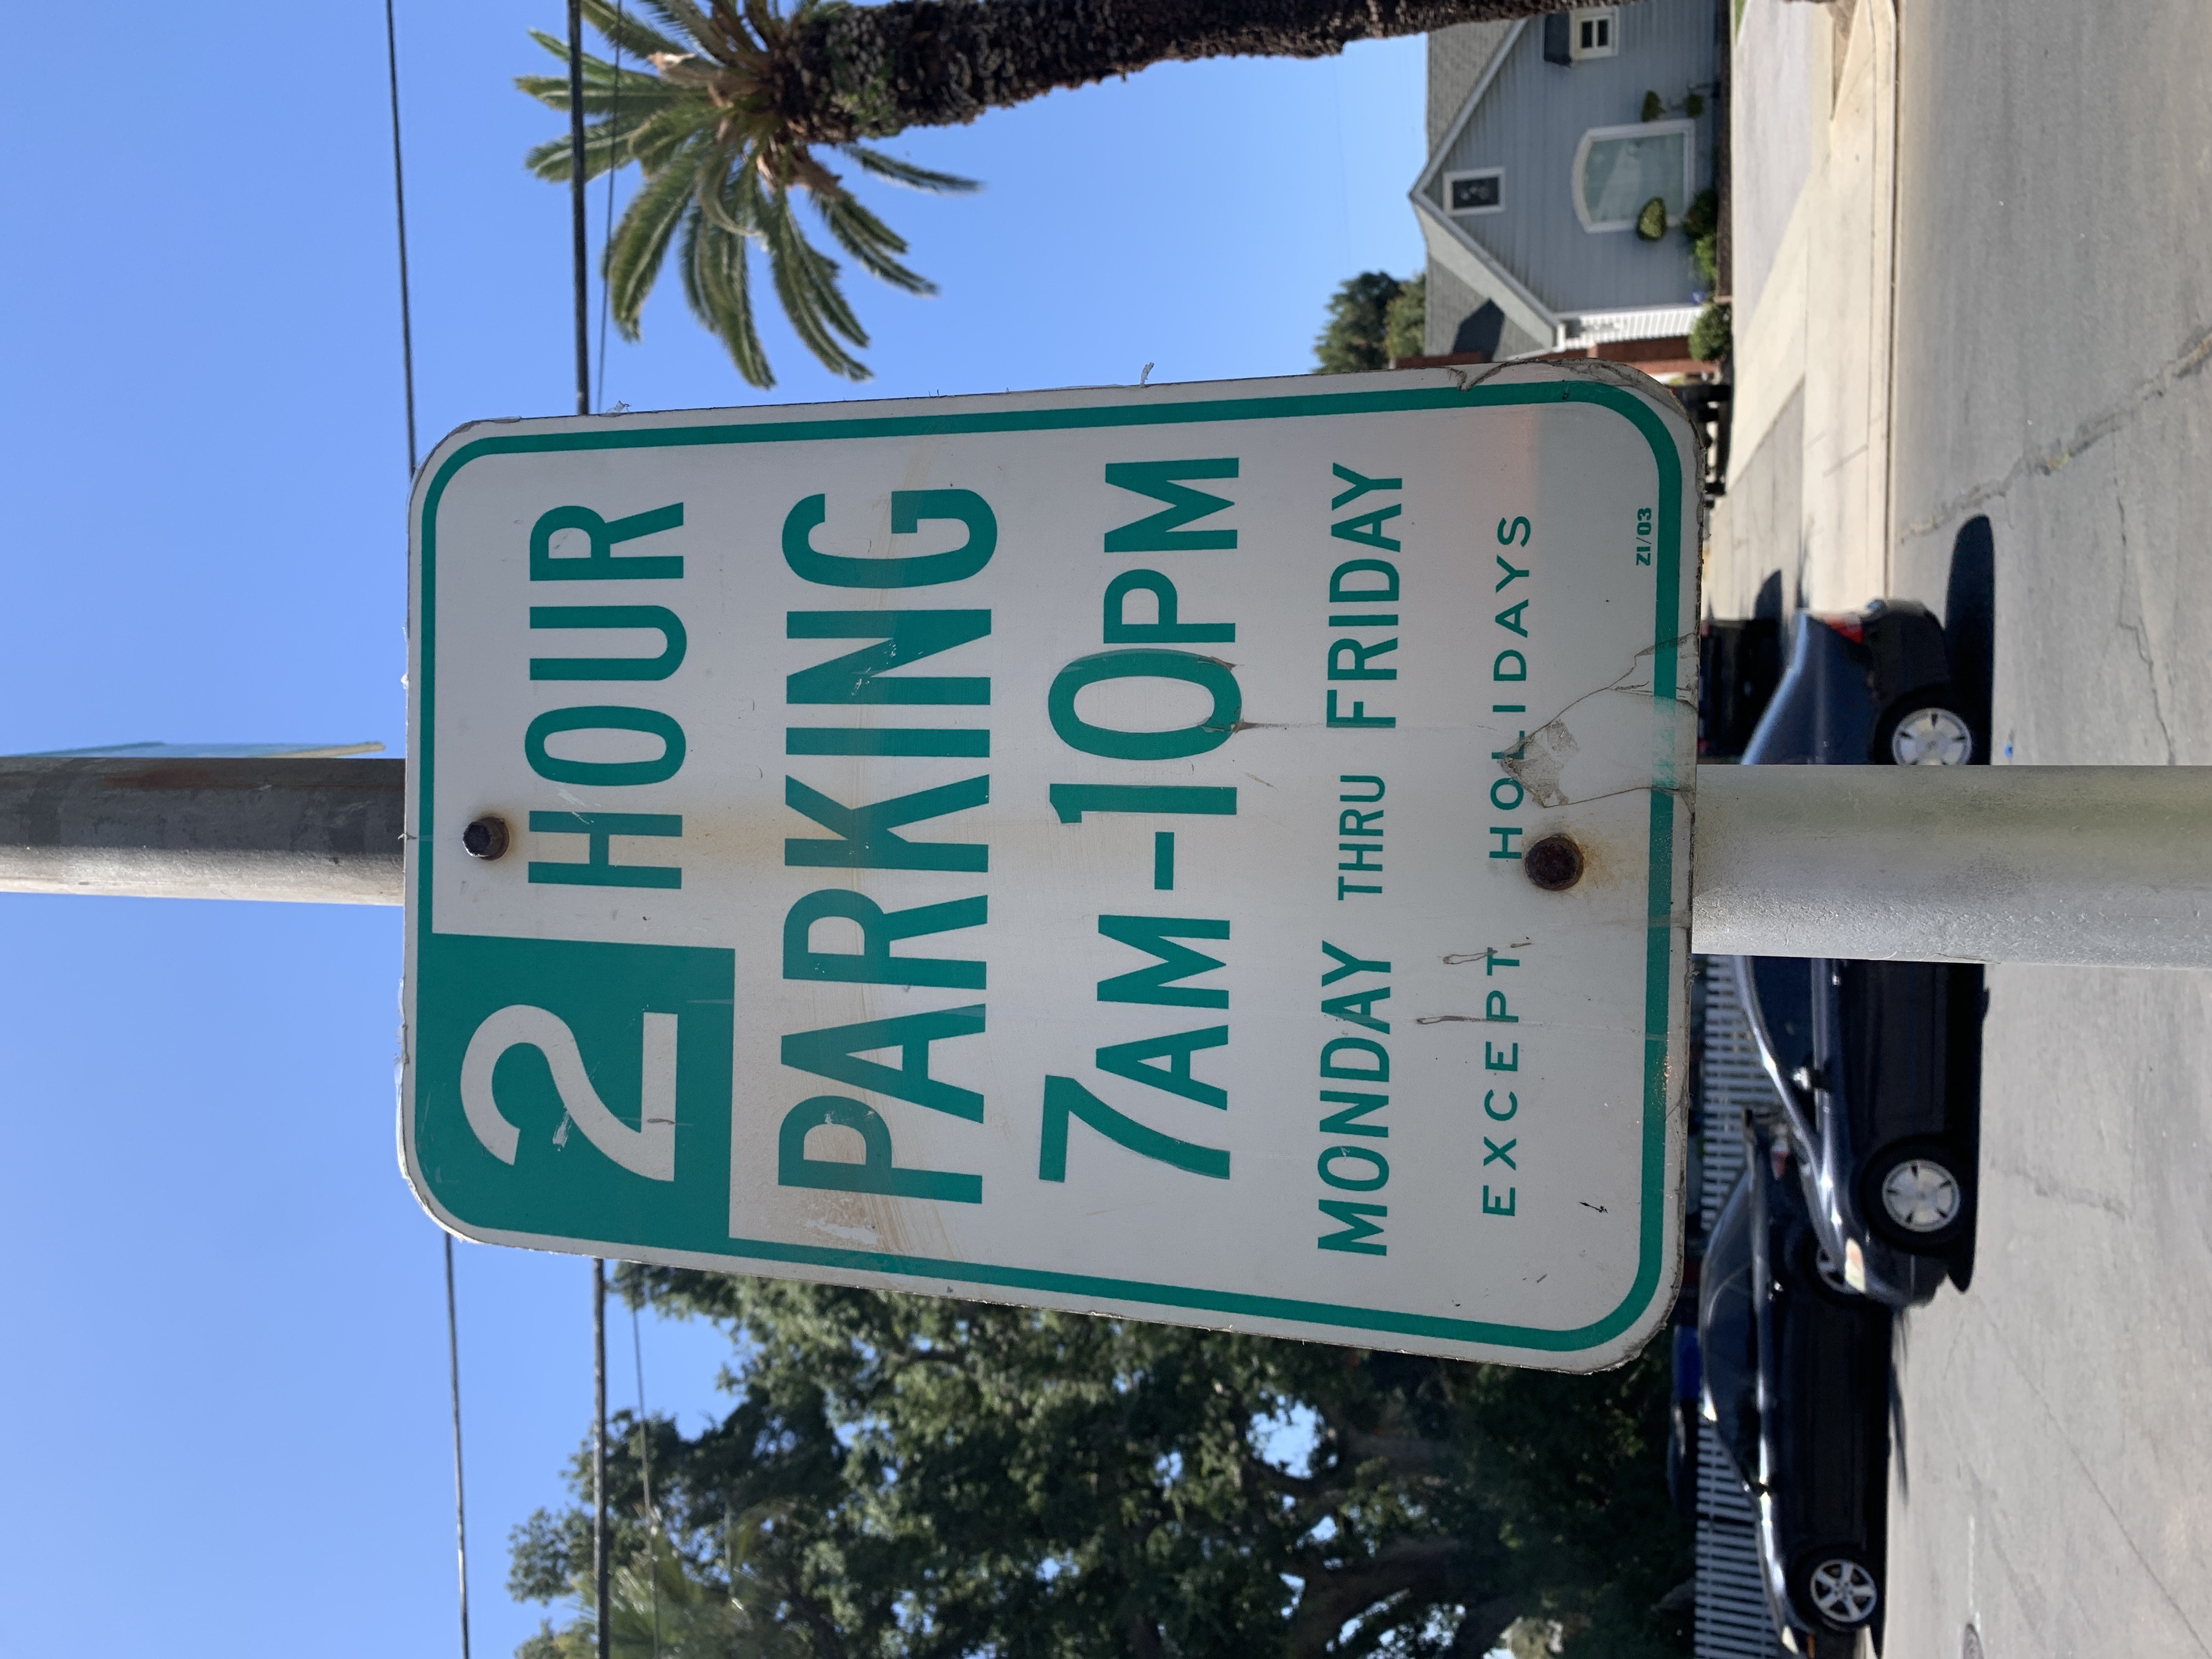 2 HOUR
PARKING
7AM-10PM
MONDAY THRU FRIDAY
EXCEPT HOLIDAYS
ZI/03